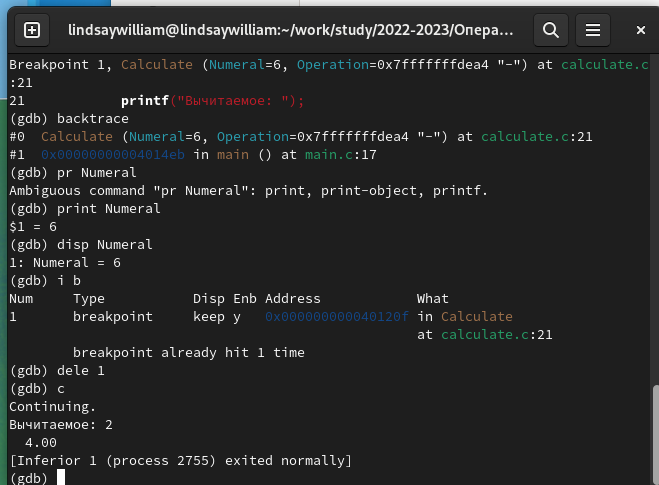 lindsaywilliam@lindsaywilliam:~/work/study/2022-2023/Опера...
Breakpoint 1, Calculate (Numeral=6, Operation=0x7fffffffdea4 "-") at calculate.c
:21
21 printf("Вычитаемое: ");
(gdb) backtrace
#0 Calculate (Numeral=6, Operation=0x7fffffffdea4 "-") at calculate.c:21
#1 0x00000000004014eb in main () at main.c:17
(gdb) pr Numeral
Ambiguous command "pr Numeral": print, print-object, printf.
(gdb) print Numeral
$1 = 6
(gdb) disp Numeral
1: Numeral = 6
(gdb) i b
Num Type Disp Enb Address What
1 breakpoint keep y 0x000000000040120f in Calculate
at calculate.c:21
breakpoint already hit 1 time
(gdb) dele 1
(gdb) c
Continuing.
Вычитаемое: 2
4.00
[Inferior 1 (process 2755) exited normally]
(gdb)